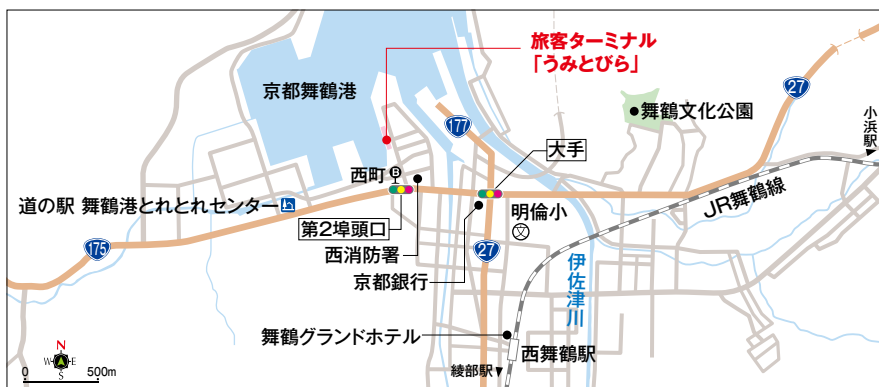 旅客ターミナル
「うみとびら」
京都舞鶴港
177
27
舞鶴文化公園
小浜駅
大手
西町
B
道の駅 舞鶴港とれとれセンター
第2埠頭口
明倫小
文
JR舞鶴線
175
西消防署
27
京都銀行
伊佐津川
舞鶴グランドホテル
西舞鶴駅
綾部駅
N
W
E
S
0
500m